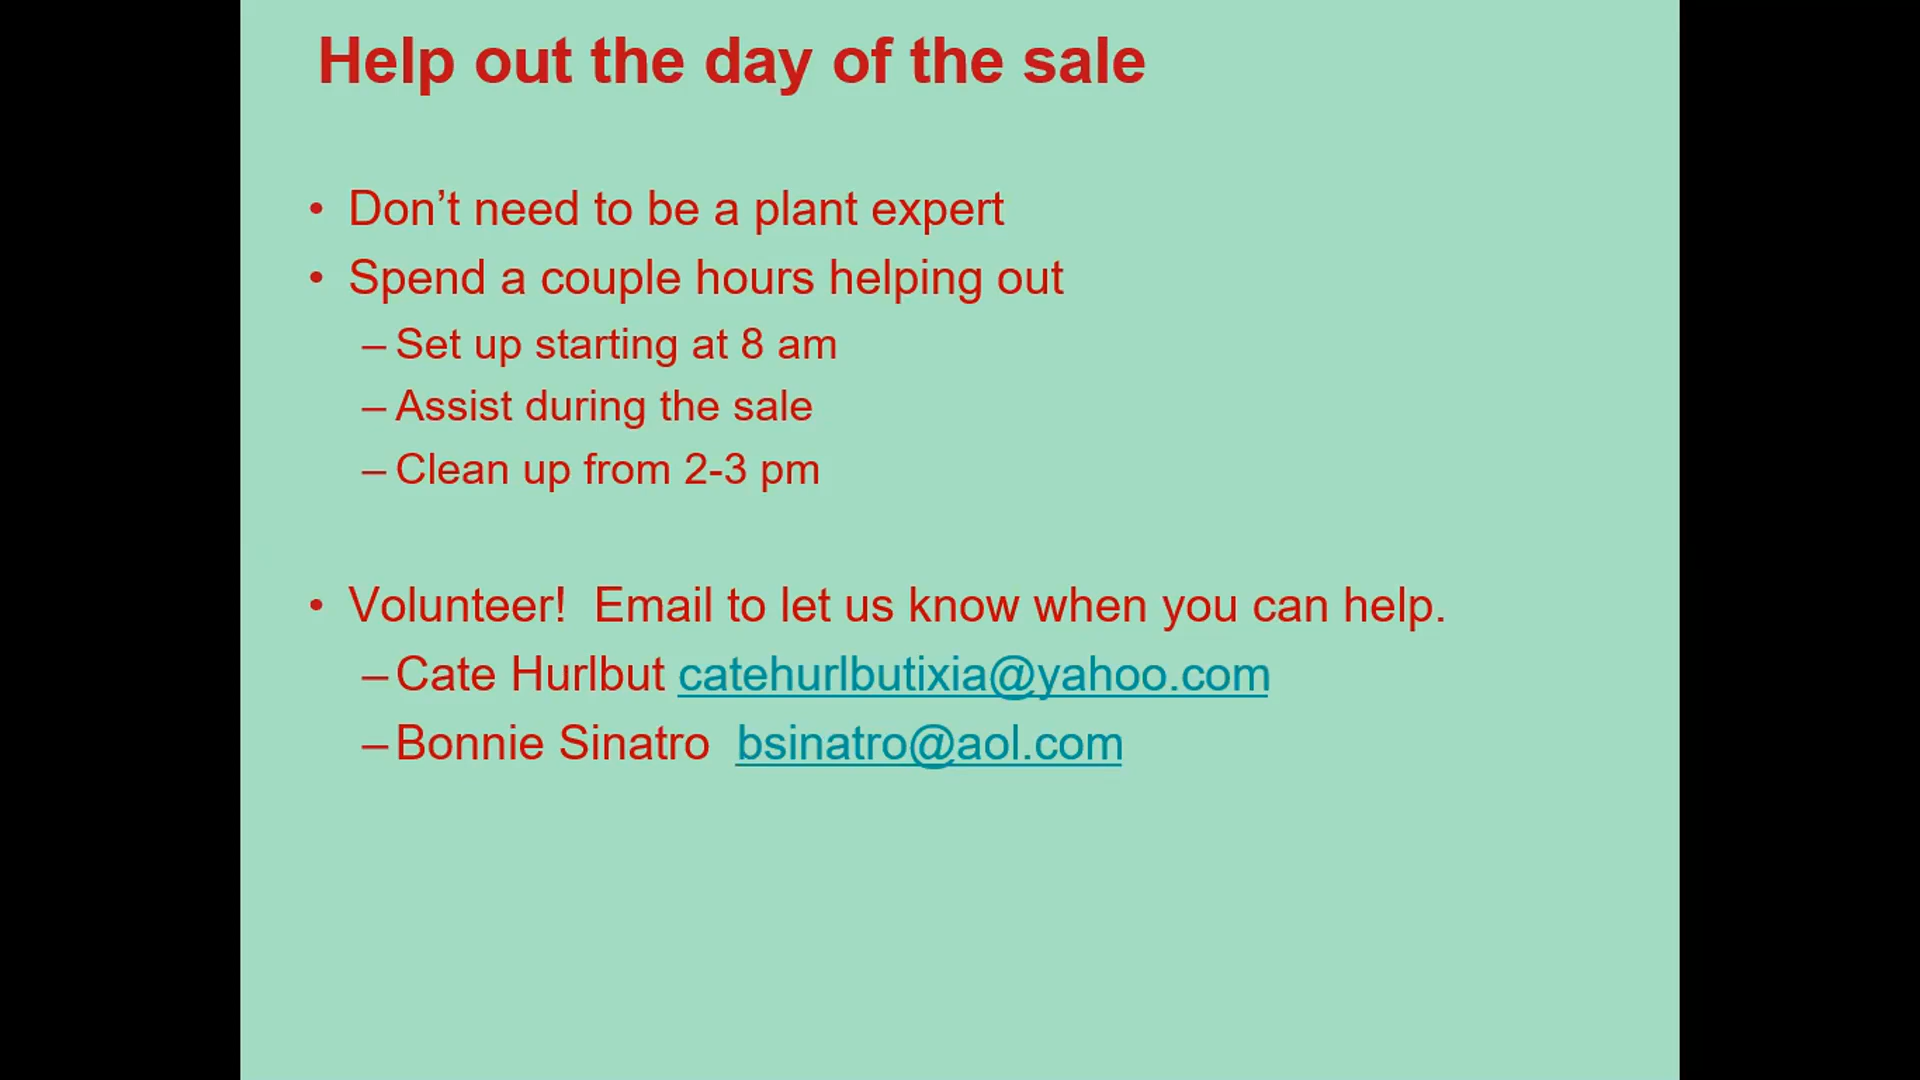 Help out the day of the sale
• Don’t need to be a plant expert
• Spend a couple hours helping out
– Set up starting at 8 am
– Assist during the sale
– Clean up from 2-3 pm
• Volunteer!  Email to let us know when you can help.
– Cate Hurlbut catehurlbutixia@yahoo.com
– Bonnie Sinatro  bsinatro@aol.com